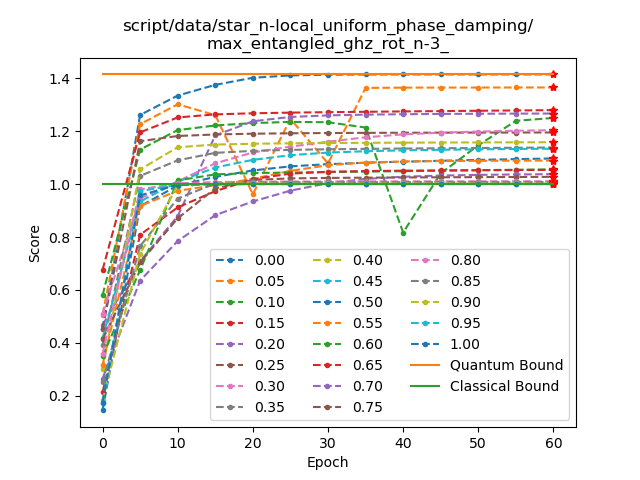 script/data/star_n-local_uniform_phase_damping/
max_entangled_ghz_rot_n-3_
Score
1.4
1.2
1.0
0.8
0.6
0.4
0.2
0.00 0.40 0.80
0.05 0.45 0.85
0.10 0.50 0.90
0.15 0.55 0.95
0.20 0.60 1.00
0.25 0.65 Quantum Bound
0.30 0.70 Classical Bound
0.35 0.75
0 10 20 30 40 50 60
Epoch